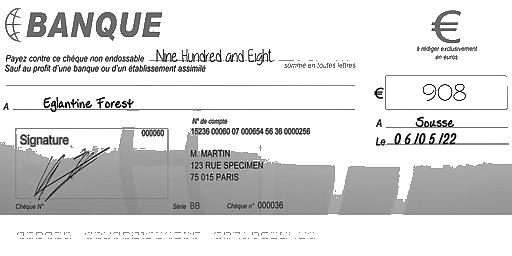 BANQUE
€
à rédiger exclusivement
en euros
Payez contre ce chèque non endossable Nine Hundred and Eight
Sauf au profit d'une banque ou d'un établissement assimilé
somme en toutes lettres
€ 908
A Eglantine Forest
A Sousse
Le 06/05/22
Signature
000060
N° de compte
15236 00060 07 000654 56 36 0000256
M. MARTIN
123 RUE SPECIMEN
75 015 PARIS
Chèque N°
Série BB
Chèque n° 000036